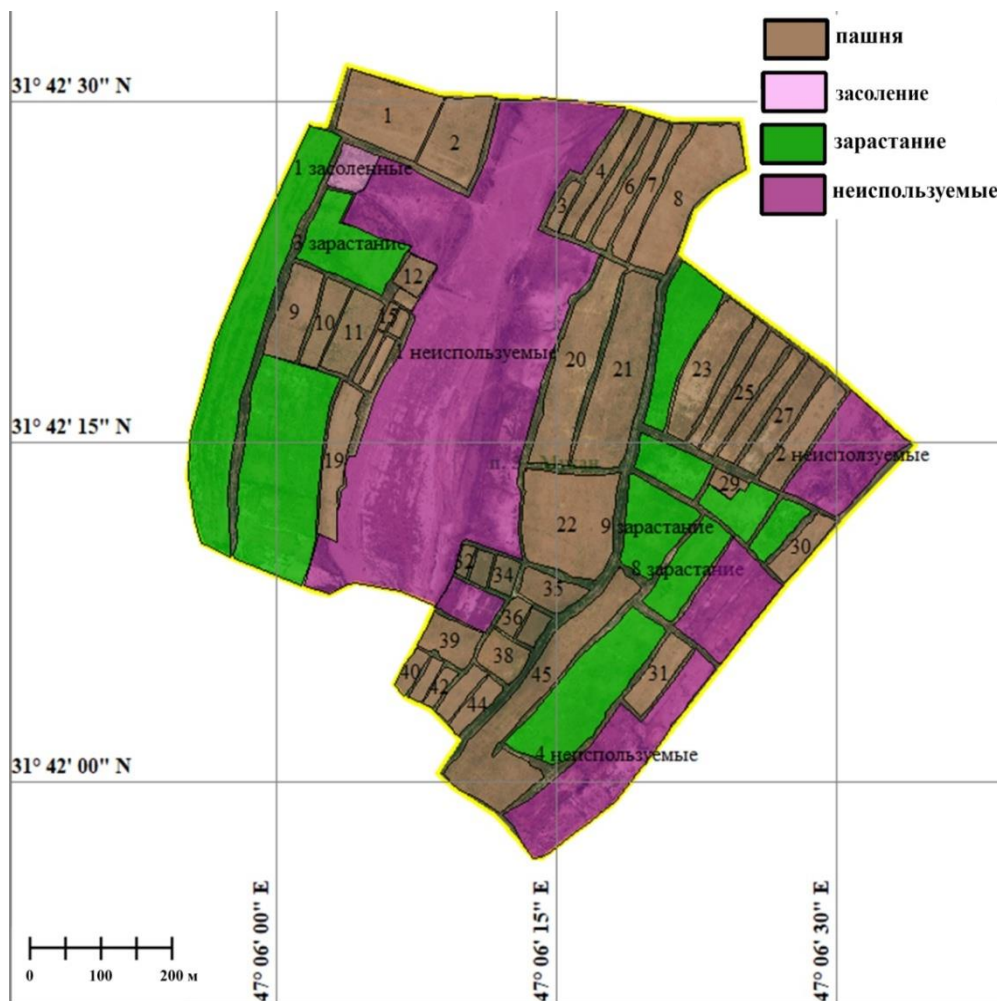 пашня
засоление
зарастание
неиспользуемые
31° 42' 30" N
31° 42' 15" N
31° 42' 00" N
1
2
1 засоленные
3
4
6
7
8
3 зарастание
12
9
10
11
15
1 неиспользуемые
20
21
23
25
27
2 неисползуемые
19
29
22
9 зарастание
30
32
34
35
8 зарастание
36
39
38
31
40
42
45
44
4 неиспользуемые
47° 06' 00" E
47° 06' 15" E
47° 06' 30" E
0 100 200 м